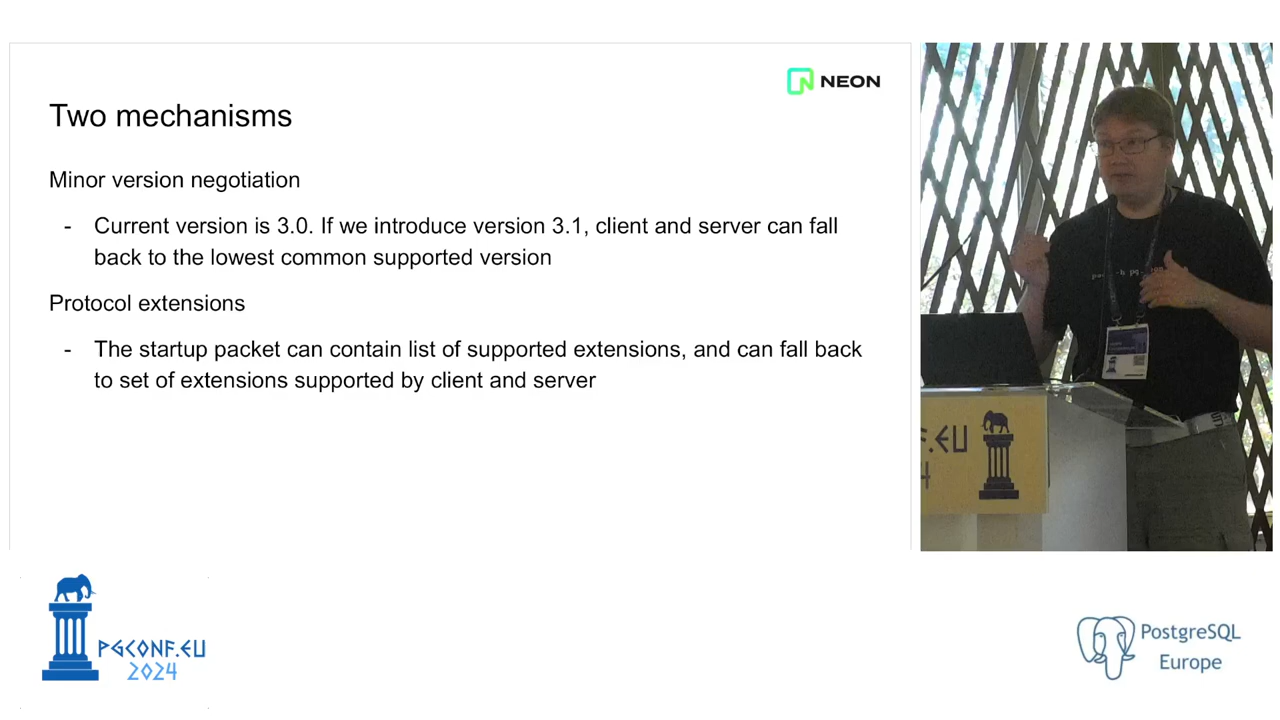 NEON
Two mechanisms
Minor version negotiation
- Current version is 3.0. If we introduce version 3.1, client and server can fall
back to the lowest common supported version
Protocol extensions
- The startup packet can contain list of supported extensions, and can fall back
to set of extensions supported by client and server
F.EU
4
PGCONF.EU
2024
PostgreSQL
Europe